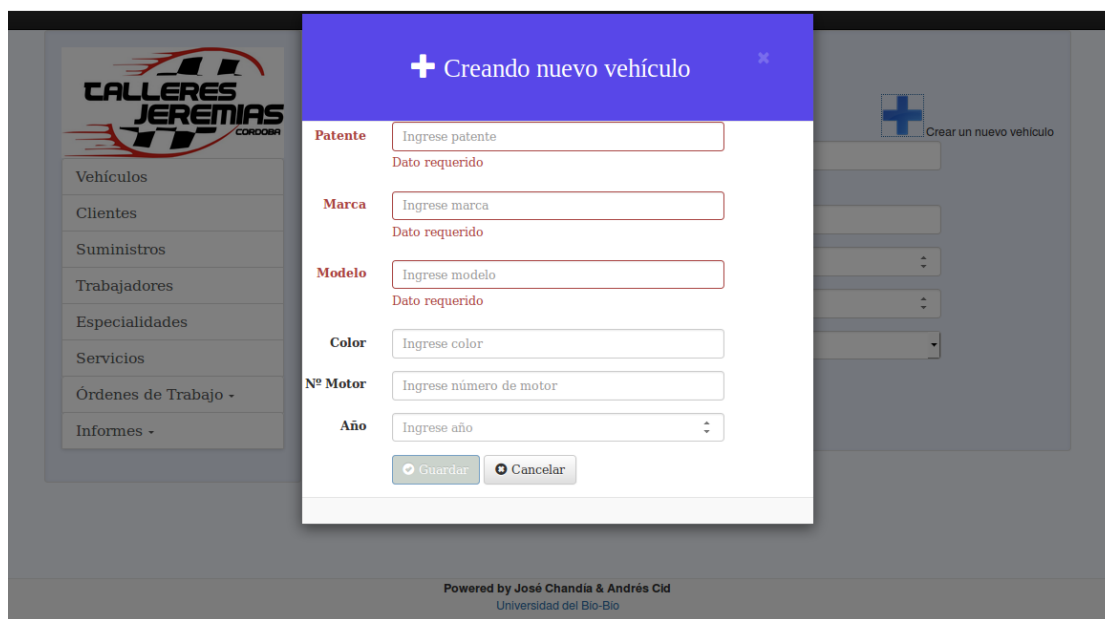 Creando nuevo vehículo
TALLERES
JEREMIAS
CORDOBA
Crear un nuevo vehículo
Vehículos
Clientes
Suministros
Trabajadores
Especialidades
Servicios
Órdenes de Trabajo
Informes
Patente
Ingrese patente
Dato requerido
Marca
Ingrese marca
Dato requerido
Modelo
Ingrese modelo
Dato requerido
Color
Ingrese color
Nº Motor
Ingrese número de motor
Año
Ingrese año
Guardar
Cancelar
Powered by José Chandía & Andrés Cid
Universidad del Bío-Bío